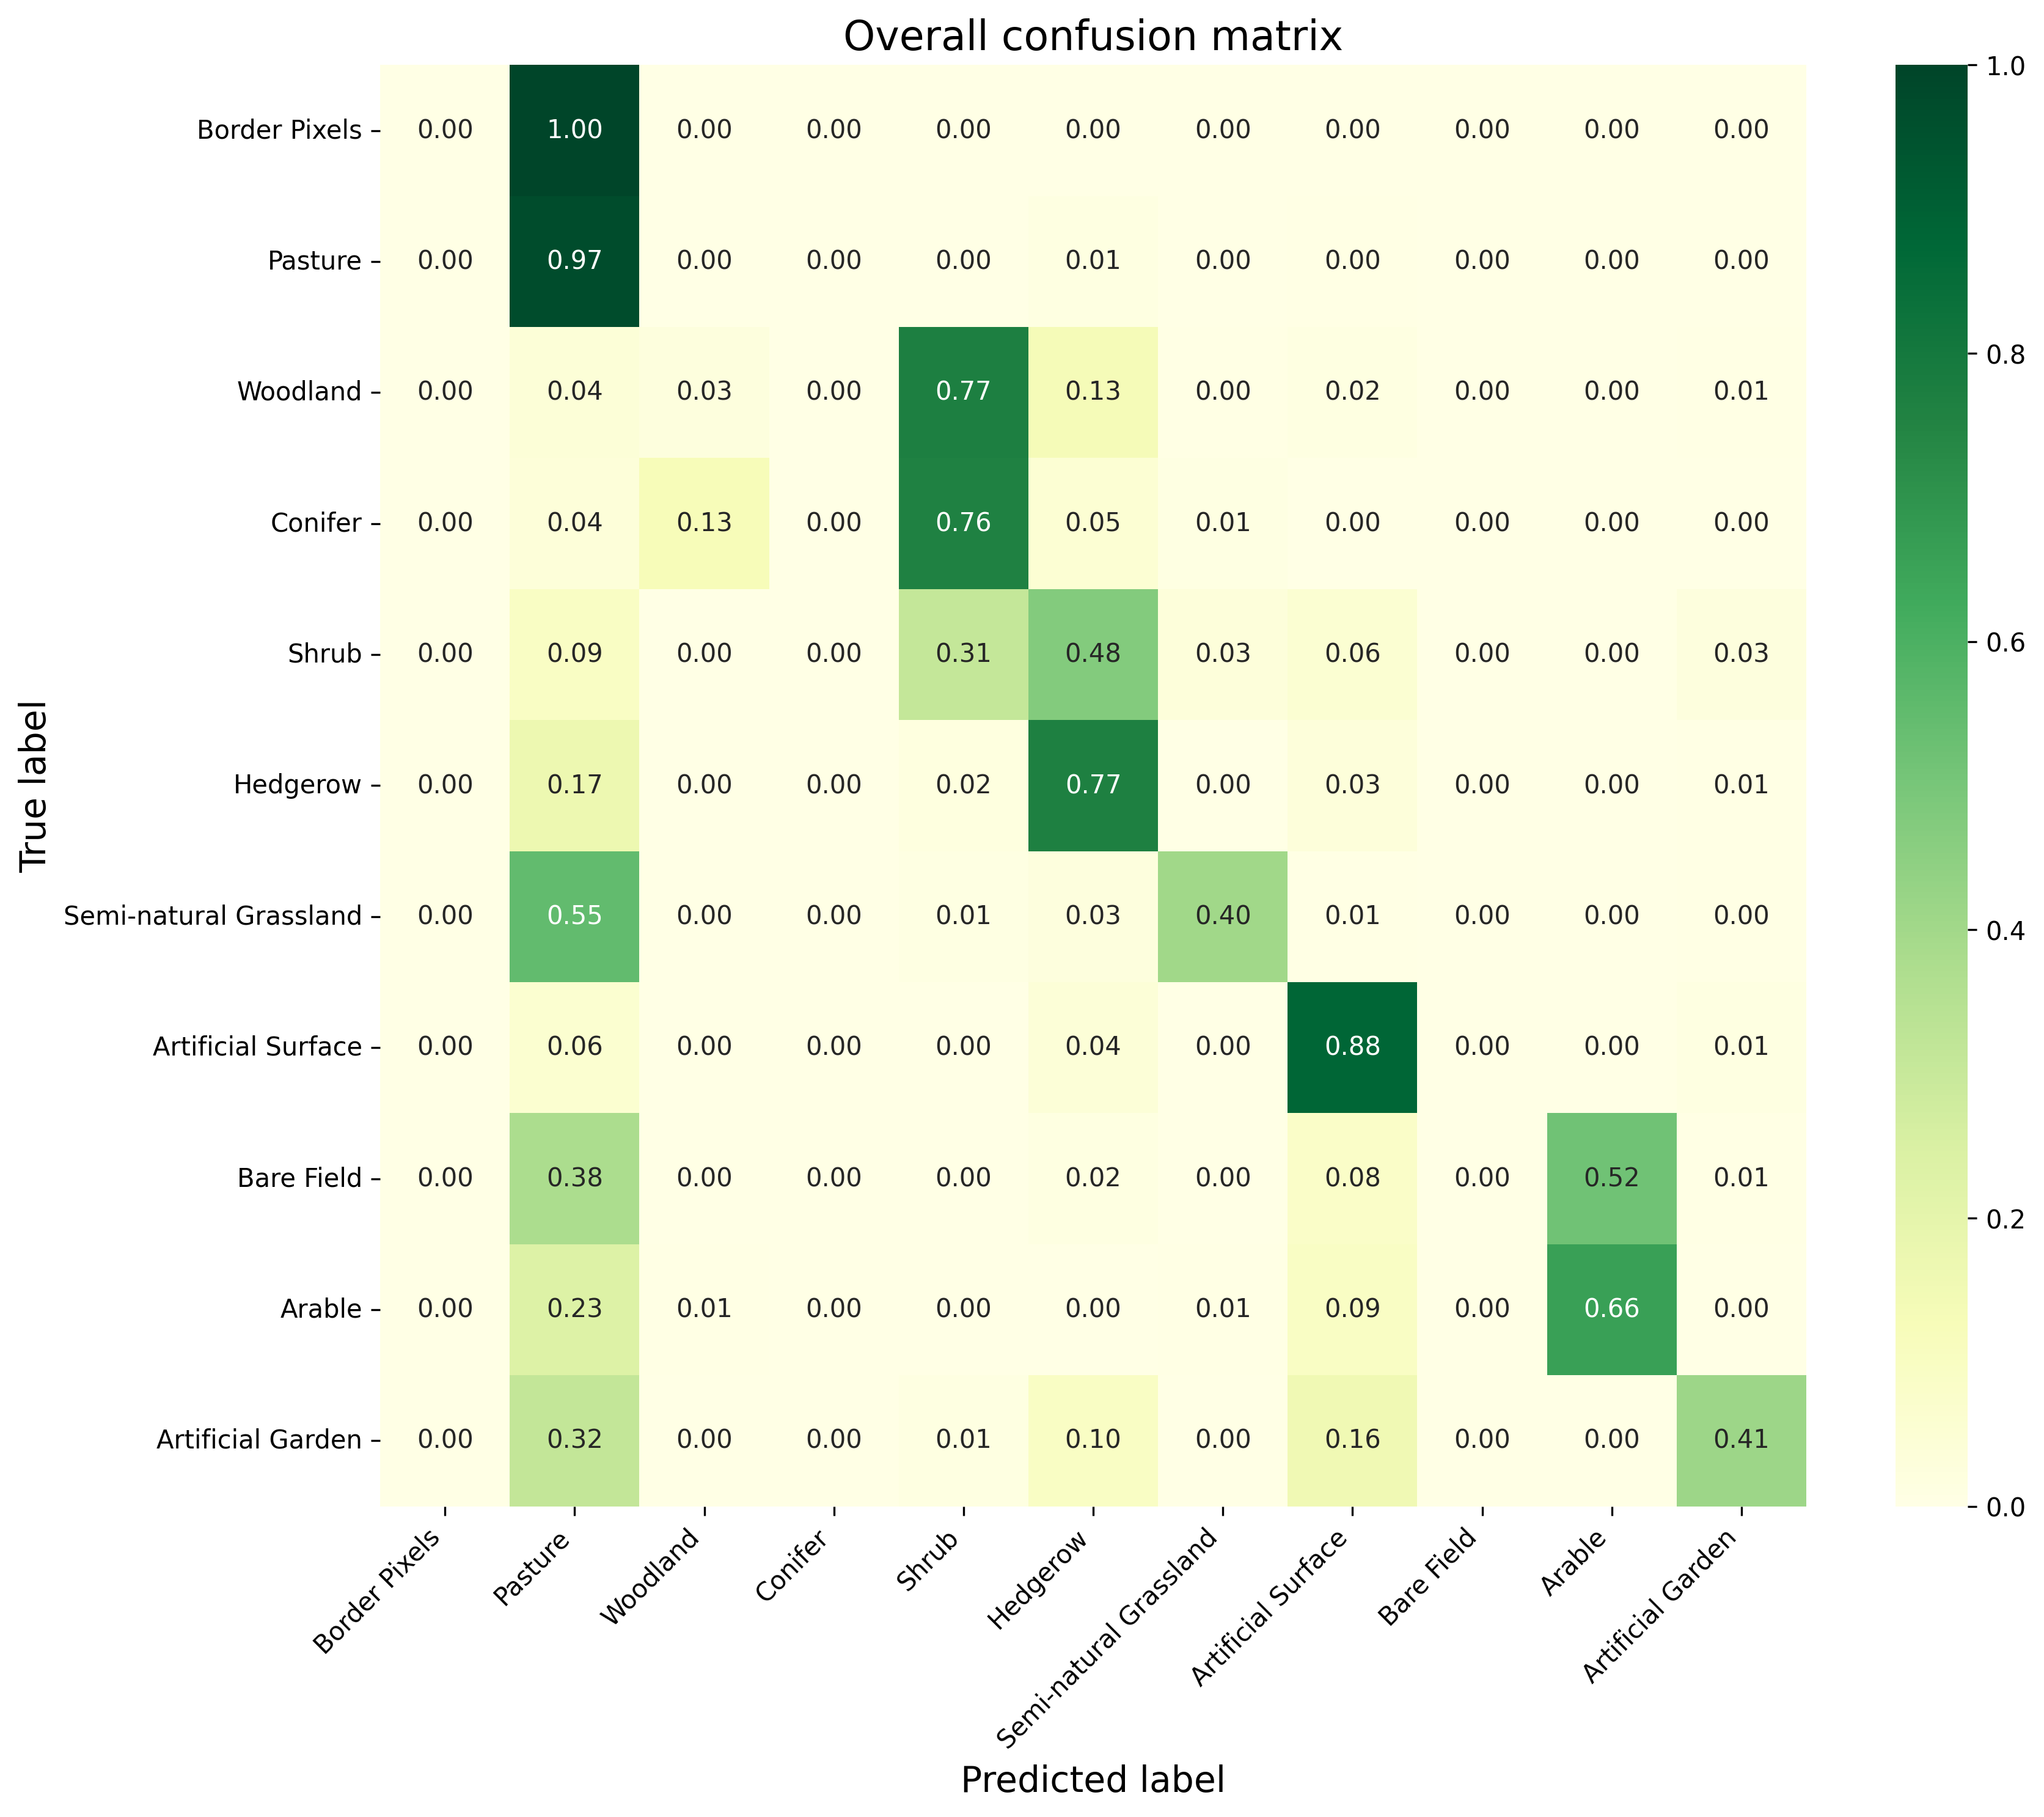 Overall confusion matrix
Border Pixels 0.00 1.00 0.00 0.00 0.00 0.00 0.00 0.00 0.00 0.00 0.00
Pasture 0.00 0.97 0.00 0.00 0.00 0.01 0.00 0.00 0.00 0.00 0.00
Woodland 0.00 0.04 0.03 0.00 0.77 0.13 0.00 0.02 0.00 0.00 0.01
Conifer 0.00 0.04 0.13 0.00 0.76 0.05 0.01 0.00 0.00 0.00 0.00
Shrub 0.00 0.09 0.00 0.00 0.31 0.48 0.03 0.06 0.00 0.00 0.03
Hedgerow 0.00 0.17 0.00 0.00 0.02 0.77 0.00 0.03 0.00 0.00 0.01
Semi-natural Grassland 0.00 0.55 0.00 0.00 0.01 0.03 0.40 0.01 0.00 0.00 0.00
Artificial Surface 0.00 0.06 0.00 0.00 0.00 0.04 0.00 0.88 0.00 0.00 0.01
Bare Field 0.00 0.38 0.00 0.00 0.00 0.02 0.00 0.08 0.00 0.52 0.01
Arable 0.00 0.23 0.01 0.00 0.00 0.00 0.01 0.09 0.00 0.66 0.00
Artificial Garden 0.00 0.32 0.00 0.00 0.01 0.10 0.00 0.16 0.00 0.00 0.41
True label
Border Pixels
Pasture
Woodland
Conifer
Shrub
Hedgerow
Semi-natural Grassland
Artificial Surface
Bare Field
Arable
Artificial Garden
Predicted label
1.0
0.8
0.6
0.4
0.2
0.0